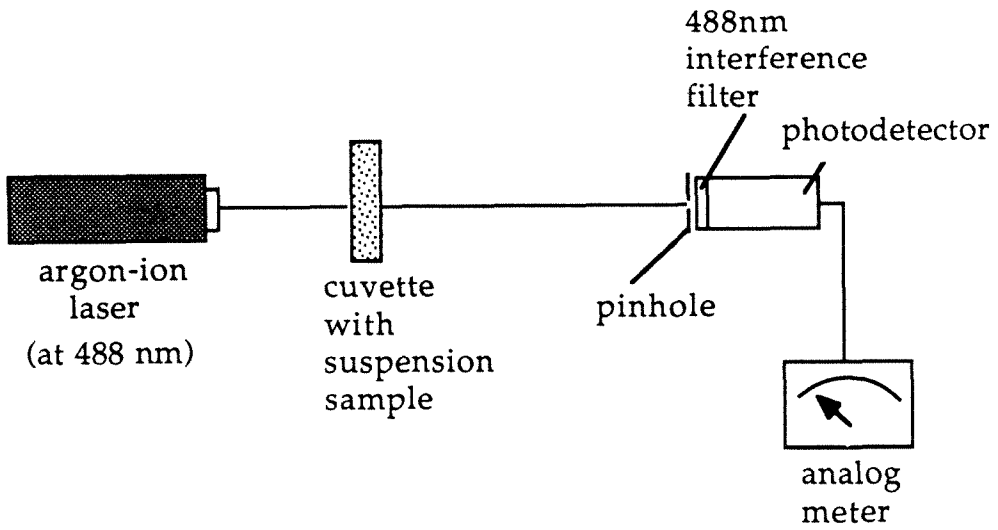 488nm
interference
filter
photodetector
argon-ion
laser
(at 488 nm)
cuvette
with
suspension
sample
pinhole
analog
meter